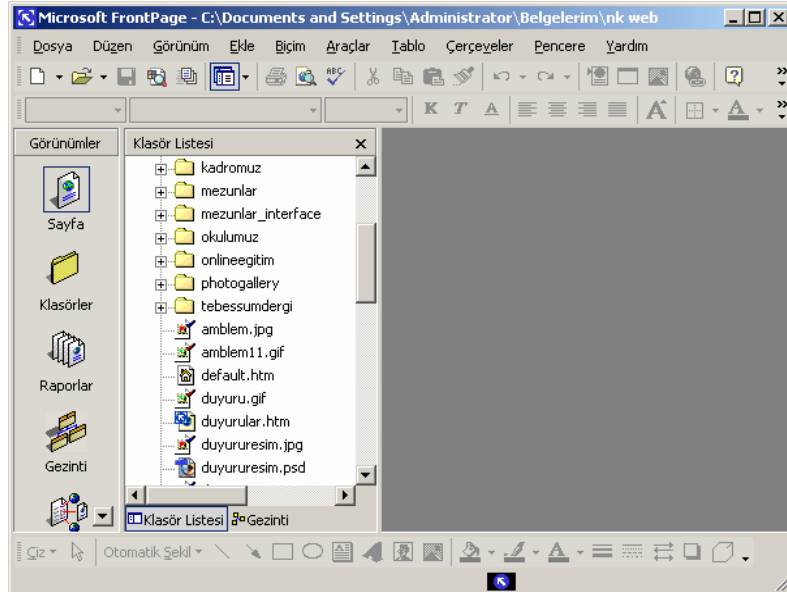 Microsoft FrontPage - C:\Documents and Settings\Administrator\Belgelerim\nk web
Dosya Düzen Görünüm Ekle Biçim Araçlar Tablo Çerçeveler Pencere Yardım
K T A
Görünümler
Klasör Listesi
Sayfa
Klasörler
Raporlar
Gezinti
kadromuz
mezunlar
mezunlar_interface
okulumuz
onlineegitim
photogallery
tebessumdergi
amblem.jpg
amblem11.gif
default.htm
duyuru.gif
duyurular.htm
duyururesim.jpg
duyururesim.psd
Klasör Listesi Gezinti
Çiz Otomatik Şekil